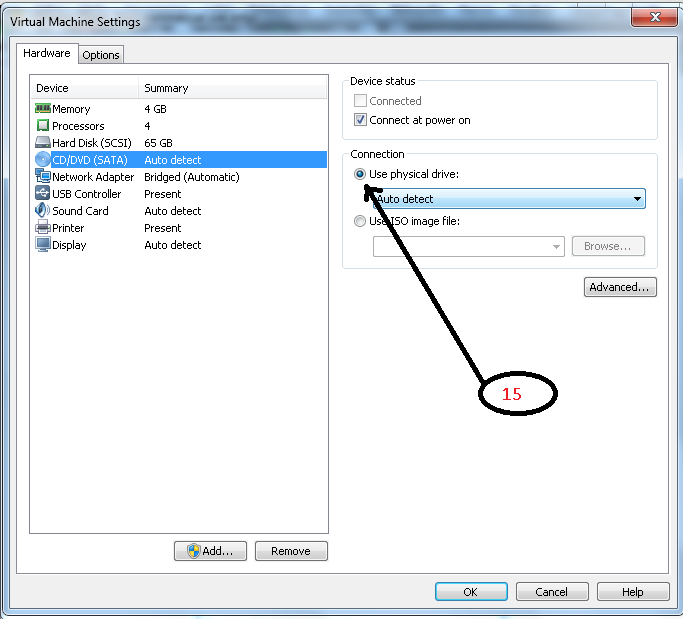 Virtual Machine Settings
Hardware
Options
Device Summary
Memory 4 GB
Processors 4
Hard Disk (SCSI) 65 GB
CD/DVD (SATA) Auto detect
Network Adapter Bridged (Automatic)
USB Controller Present
Sound Card Auto detect
Printer Present
Display Auto detect
Add...
Remove
Device status
Connected
Connect at power on
Connection
Use physical drive:
Auto detect
Use ISO image file:
Browse...
Advanced...
15
OK
Cancel
Help